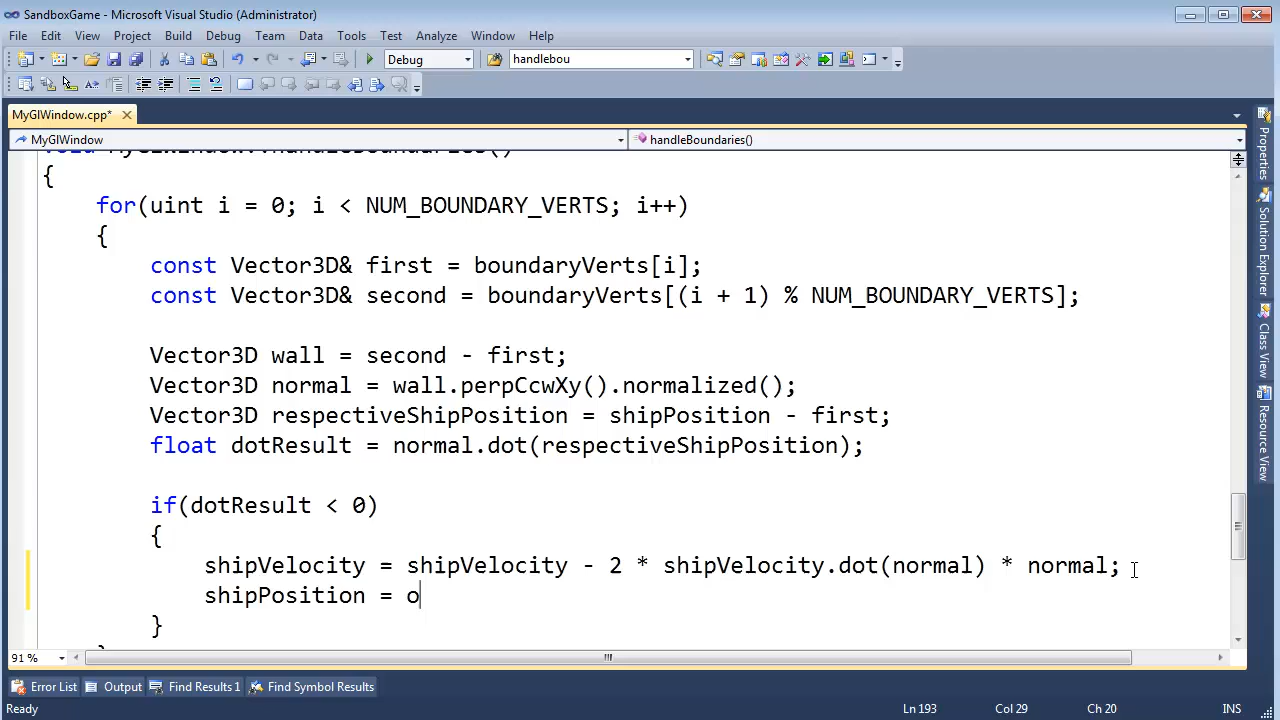 SandboxGame - Microsoft Visual Studio (Administrator)
File Edit View Project Build Debug Team Data Tools Test Analyze Window Help
Debug handlebou
MyGlWindow.cpp*
MyGlWindow handleBoundaries()
void MyGlWindow::handleBoundaries()
{
for(uint i = 0; i < NUM_BOUNDARY_VERTS; i++)
{
const Vector3D& first = boundaryVerts[i];
const Vector3D& second = boundaryVerts[(i + 1) % NUM_BOUNDARY_VERTS];
Vector3D wall = second - first;
Vector3D normal = wall.perpCcwXy().normalized();
Vector3D respectiveShipPosition = shipPosition - first;
float dotResult = normal.dot(respectiveShipPosition);
if(dotResult < 0)
{
shipVelocity = shipVelocity - 2 * shipVelocity.dot(normal) * normal;
shipPosition = o
}
91 %
Properties
Solution Explorer
Class View
Resource View
Error List Output Find Results 1 Find Symbol Results
Ready Ln 193 Col 29 Ch 20 INS